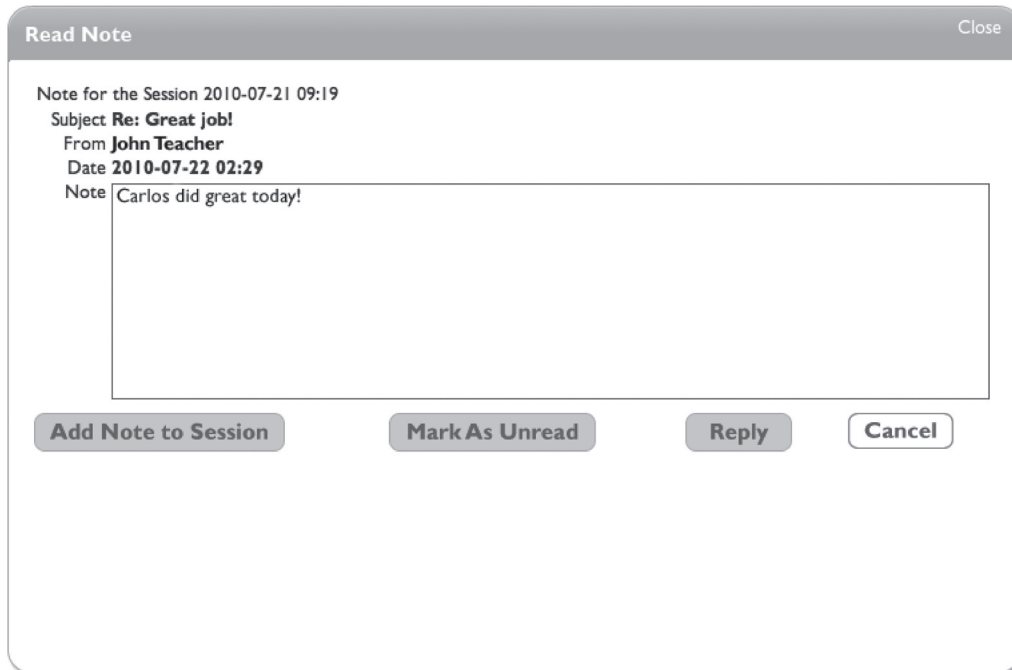 Read Note
Close
Note for the Session 2010-07-21 09:19
Subject Re: Great job!
From John Teacher
Date 2010-07-22 02:29
Note Carlos did great today!
Add Note to Session
Mark As Unread
Reply
Cancel